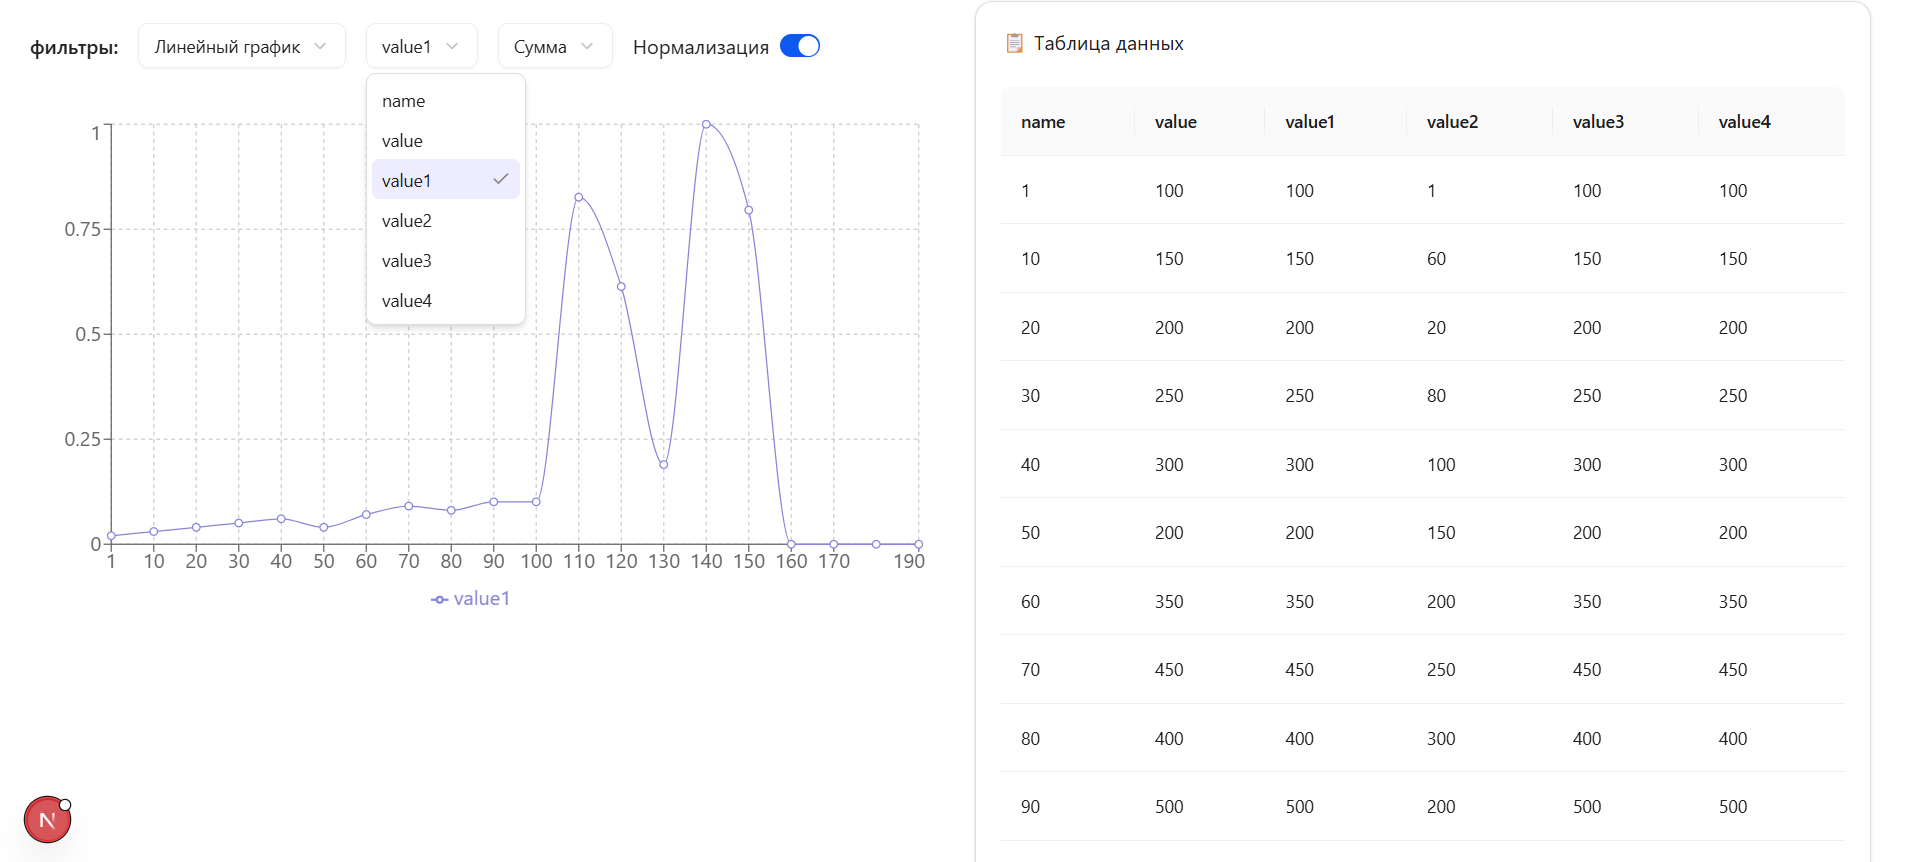 фильтры: Линейный график value1 Сумма Нормализация
name
value
value1
value2
value3
value4
1
0.75
0.5
0.25
0
1 10 20 30 40 50 60 70 80 90 100 110 120 130 140 150 160 170 190
value1
N
📋 Таблица данных
name value value1 value2 value3 value4
1 100 100 1 100 100
10 150 150 60 150 150
20 200 200 20 200 200
30 250 250 80 250 250
40 300 300 100 300 300
50 200 200 150 200 200
60 350 350 200 350 350
70 450 450 250 450 450
80 400 400 300 400 400
90 500 500 200 500 500